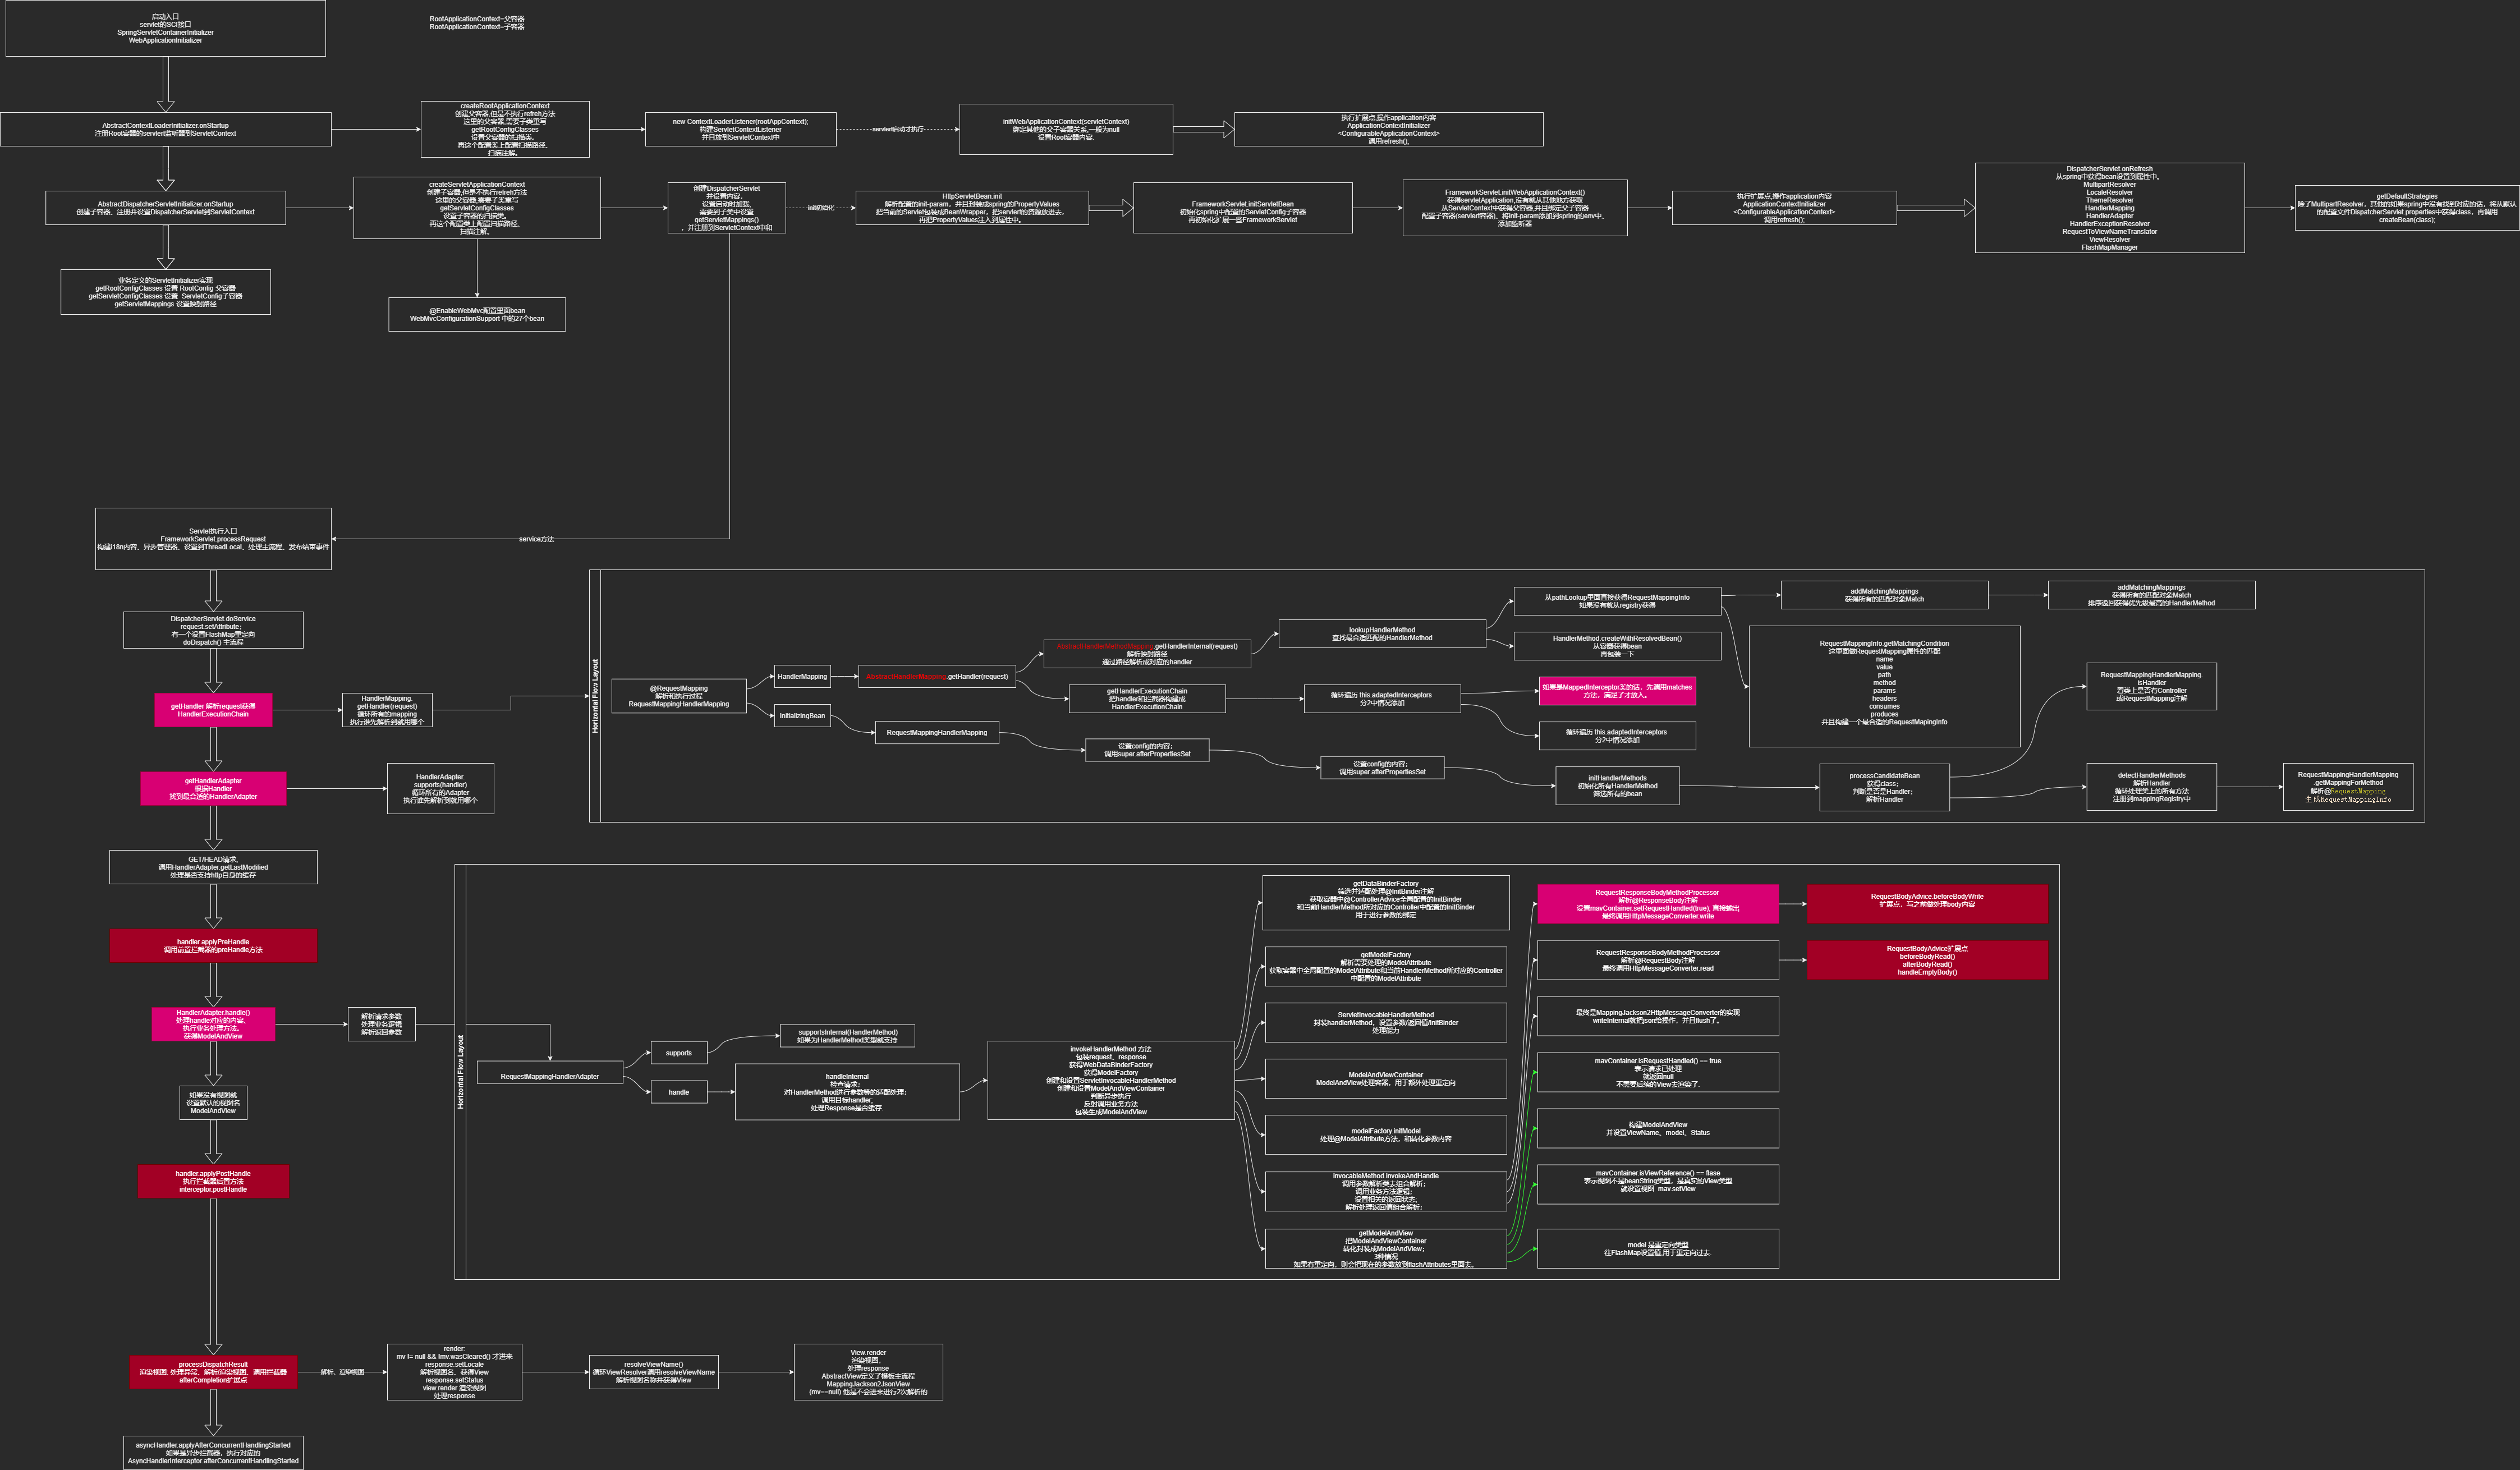 启动入口
servlet的SCI接口
SpringServletContainerInitializer
WebApplicationInitializer
RootApplicationContext=父容器
RootApplicationContext=子容器
AbstractContextLoaderInitializer.onStartup
注册Root容器的servlert监听器到ServletContext
createRootApplicationContext
创建父容器,但是不执行refreh方法
这里的父容器,需要子类里写
getRootConfigClasses
设置父容器的扫描类。
再这个配置类上配置扫描路径、
扫描注解。
new ContextLoaderListener(rootAppContext);
构建ServletContextListener
并且放到ServletContext中
servlert启动才执行
initWebApplicationContext(servletContext)
绑定其他的父子容器关系,一般为null
设置Root容器内容.
执行扩展点,操作application内容
ApplicationContextInitializer
<ConfigurableApplicationContext>
调用refresh();
AbstractDispatcherServletInitializer.onStartup
创建子容器、注册并设置DispatcherServlet到ServletContext
createServletApplicationContext
创建子容器,但是不执行refreh方法
这里的父容器,需要子类里写
getServletConfigClasses
设置子容器的扫描类。
再这个配置类上配置扫描路径、
扫描注解。
创建DispatcherServlet
并设置内容,
设置启动时加载,
需要到子类中设置
getServletMappings()
，并注册到ServletContext中和
init初始化
HttpServletBean.init
解析配置的init-param，并且封装成spring的PropertyValues
把当前的Servlet包装成BeanWrapper，把servlert的资源放进去，
再把PropertyValues注入到属性中。
FrameworkServlet.initServletBean
初始化spring中配置的ServletConfig子容器
再初始化扩展一些FrameworkServlet
FrameworkServlet.initWebApplicationContext()
获得servletApplication,没有就从其他地方获取
从ServletContext中获得父容器,并且绑定父子容器
配置子容器(servlert容器)、将init-param添加到spring的env中,
添加监听器
执行扩展点,操作application内容
ApplicationContextInitializer
<ConfigurableApplicationContext>
调用refresh();
DispatcherServlet.onRefresh
从spring中获得bean设置到属性中。
MultipartResolver
LocaleResolver
ThemeResolver
HandlerMapping
HandlerAdapter
HandlerExceptionResolver
RequestToViewNameTranslator
ViewResolver
FlashMapManager
getDefaultStrategies
除了MultipartResolver，其他的如果spring中没有找到对应的话，将从默认
的配置文件DispatcherServlet.properties中获得class，再调用
createBean(class);
业务定义的ServletInitializer实现
getRootConfigClasses 设置 RootConfig 父容器
getServletConfigClasses 设置 ServletConfig子容器
getServletMappings 设置映射路径
@EnableWebMvc配置里面bean
WebMvcConfigurationSupport 中的27个bean
Servlet执行入口
FrameworkServlet.processRequest
构建i18n内容、异步管理器、设置到ThreadLocal、处理主流程、发布结束事件
service方法
DispatcherServlet.doService
request.setAttribute；
有一个设置FlashMap重定向
doDispatch() 主流程
getHandler 解析request获得
HandlerExecutionChain
HandlerMapping.
getHandler(request)
循环所有的mapping
执行谁先解析到就用哪个
getHandlerAdapter
根据Handler
找到最合适的HandlerAdapter
HandlerAdapter.
supports(handler)
循环所有的Adapter
执行谁先解析到就用哪个
Horizontal Flow Layout
@RequestMapping
解析和执行过程
RequestMappingHandlerMapping
HandlerMapping
InitializingBean
AbstractHandlerMapping.getHandler(request)
RequestMappingHandlerMapping
AbstractHandlerMethodMapping.getHandlerInternal(request)
解析映射路径
通过路径解析成对应的handler
getHandlerExecutionChain
把handler和拦截器构建成
HandlerExecutionChain
设置config的内容；
调用super.afterPropertiesSet
lookupHandlerMethod
查找最合适匹配的HandlerMethod
循环遍历 this.adaptedInterceptors
分2中情况添加
设置config的内容；
调用super.afterPropertiesSet
从pathLookup里面直接获得RequestMappingInfo
如果没有就从registry获得
HandlerMethod.createWithResolvedBean()
从容器获得bean
再包装一下
如果是MappedInterceptor类的话，先调用matches
方法，满足了才放入。
循环遍历 this.adaptedInterceptors
分2中情况添加
initHandlerMethods
初始化所有HandlerMethod
筛选所有的bean
addMatchingMappings
获得所有的匹配对象Match
addMatchingMappings
获得所有的匹配对象Match
排序返回获得优先级最高的HandlerMethod
RequestMappingInfo.getMatchingCondition
这里面做RequestMapping属性的匹配
name
value
path
method
params
headers
consumes
produces
并且构建一个最合适的RequestMapingInfo
processCandidateBean
获得class；
判断是否是Handler；
解析Handler
RequestMappingHandlerMapping.
isHandler
看类上是否有Controller
或RequestMapping注解
detectHandlerMethods
解析Handler
循环处理类上的所有方法
注册到mappingRegistry中
RequestMappingHandlerMapping
.getMappingForMethod
解析@RequestMapping
生成RequestMappingInfo
GET/HEAD请求,
调用HandlerAdapter.getLastModified
处理是否支持http自身的缓存
handler.applyPreHandle
调用前置拦截器的preHandle方法
HandlerAdapter.handle()
处理handle对应的内容、
执行业务处理方法。
获得ModelAndView
解析请求参数
处理业务逻辑
解析返回参数
如果没有视图名
设置默认的视图名
ModelAndView
handler.applyPostHandle
执行拦截器后置方法
interceptor.postHandle
Horizontal Flow Layout
RequestMappingHandlerAdapter
supports
handle
supportsInternal(HandlerMethod)
如果为HandlerMethod类型就支持
handleInternal
检查请求；
对HandlerMethod进行参数等的适配处理；
调用目标handler;
处理Response是否缓存.
invokeHandlerMethod 方法
包装request、response
获得WebDataBinderFactory
获得ModelFactory
创建和设置ServletInvocableHandlerMethod
创建和设置ModelAndViewContainer
判断异步执行
反射调用业务方法
包装生成ModelAndView
getDataBinderFactory
筛选并适配处理@InitBinder注解
获取容器中@ControllerAdvice全局配置的InitBinder
和当前HandlerMethod所对应的Controller中配置的InitBinder
用于进行参数的绑定
getModelFactory
解析需要处理的ModelAttribute
获取容器中全局配置的ModelAttribute和当前HandlerMethod所对应的Controller
中配置的ModelAttribute
ServletInvocableHandlerMethod
封装handlerMethod，设置参数/返回值/InitBinder
处理能力
ModelAndViewContainer
ModelAndView处理容器，用于额外处理重定向
modelFactory.initModel
处理@ModelAttribute方法，和转化参数内容
invocableMethod.invokeAndHandle
调用参数解析类去组合解析；
调用业务方法逻辑；
设置相关的返回状态;
解析处理返回值组合解析；
getModelAndView
把ModelAndViewContainer
转化封装成ModelAndView；
3种情况
如果有重定向，则会把现在的参数放到flashAttributes里面去。
RequestResponseBodyMethodProcessor
解析@ResponseBody注解
设置mavContainer.setRequestHandled(true); 直接输出
最终调用HttpMessageConverter.write
RequestBodyAdvice.beforeBodyWrite
扩展点，写之前做处理body内容
RequestResponseBodyMethodProcessor
解析@RequestBody注解
最终调用HttpMessageConverter.read
RequestBodyAdvice扩展点
beforeBodyRead()
afterBodyRead()
handleEmptyBody()
最终是MappingJackson2HttpMessageConverter的实现
writeInternal就把json给操作，并且flush了。
mavContainer.isRequestHandled() == true
表示请求已处理
就返回null
不需要后续的View去渲染了.
构建ModelAndView
并设置ViewName、model、Status
mavContainer.isViewReference() == flase
表示视图不是beanString类型，是真实的View类型
就设置视图 mav.setView
model 是重定向类型
往FlashMap设置值,用于重定向过去.
processDispatchResult
渲染视图: 处理异常、解析/渲染视图、调用拦截器
afterCompletion扩展点
解析、渲染视图
render:
mv != null && !mv.wasCleared() 才进来
response.setLocale
解析视图名、获得View
response.setStatus
view.render 渲染视图
处理response
resolveViewName()
循环ViewResolver调用resolveViewName
解析视图名称并获得View
View.render
渲染视图，
处理response
AbstractView定义了模板主流程
MappingJackson2JsonView
(mv==null) 他是不会进来进行2次解析的
asyncHandler.applyAfterConcurrentHandlingStarted
如果是异步拦截器，执行对应的
AsyncHandlerInterceptor.afterConcurrentHandlingStarted